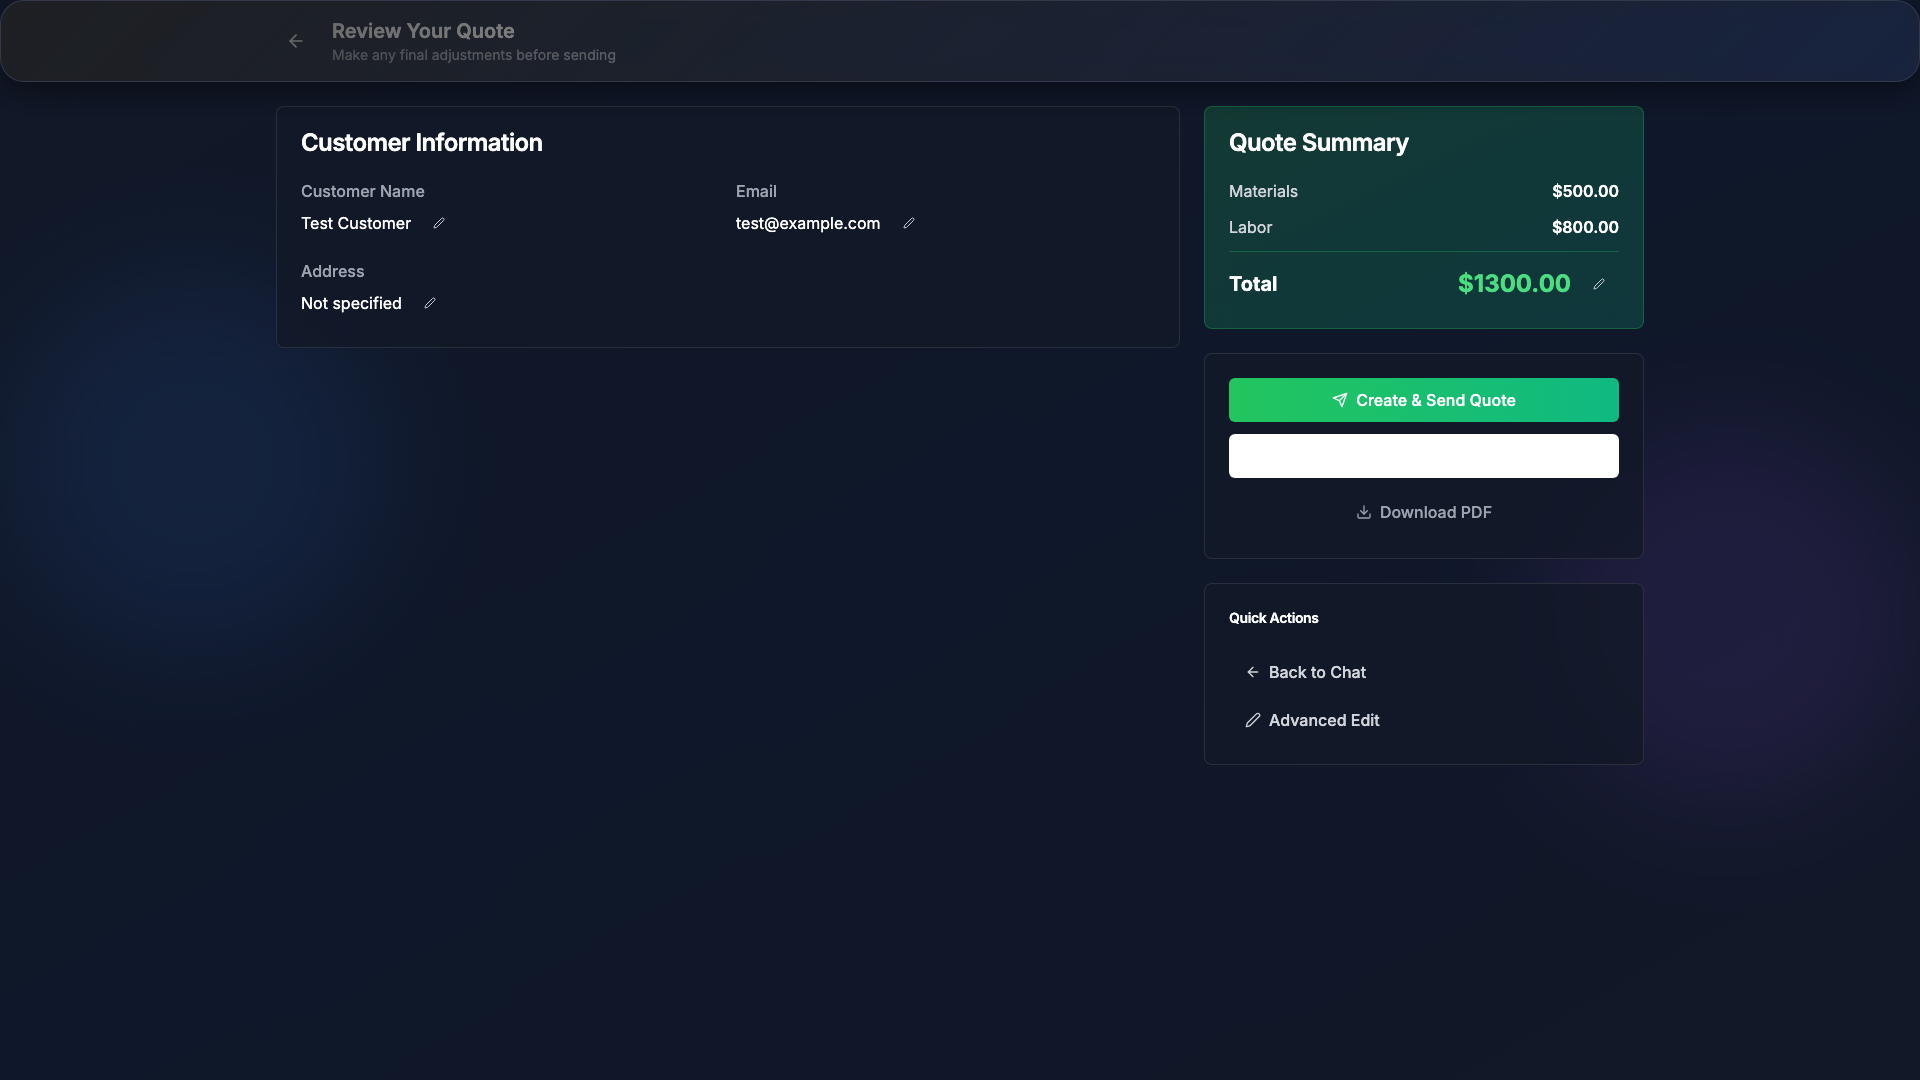 Review Your Quote
Make any final adjustments before sending
Customer Information
Customer Name
Test Customer
Email
test@example.com
Address
Not specified
Quote Summary
Materials $500.00
Labor $800.00
Total $1300.00
Create & Send Quote
Download PDF
Quick Actions
Back to Chat
Advanced Edit